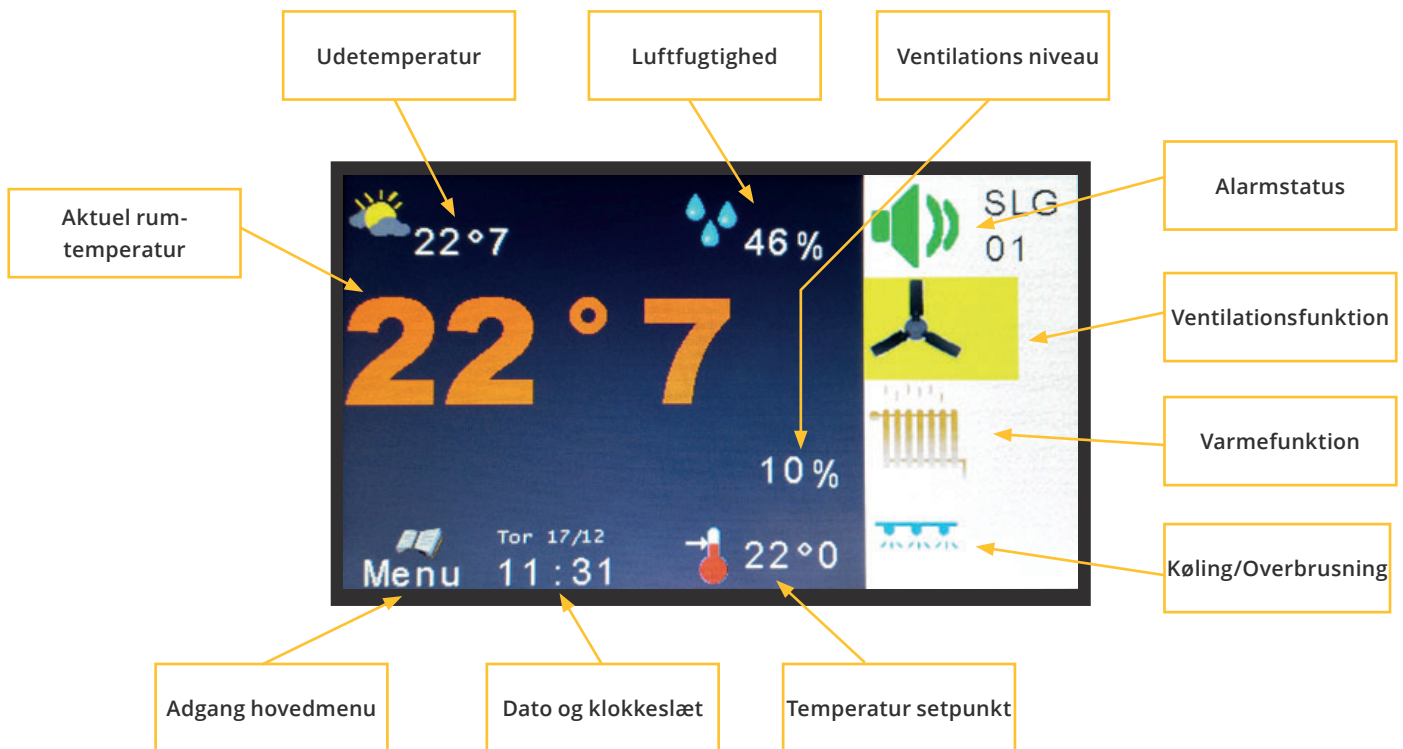 Udetemperatur
Luftfugtighed
Ventilations niveau
Aktuel rum-
temperatur
Alarmstatus
22°7
46%
SLG
01
22°7
Ventilationsfunktion
Varmefunktion
10%
Tor 17/12
Menu
11:31
22°0
Køling/Overbrusning
Adgang hovedmenu
Dato og klokkeslæt
Temperatur setpunkt